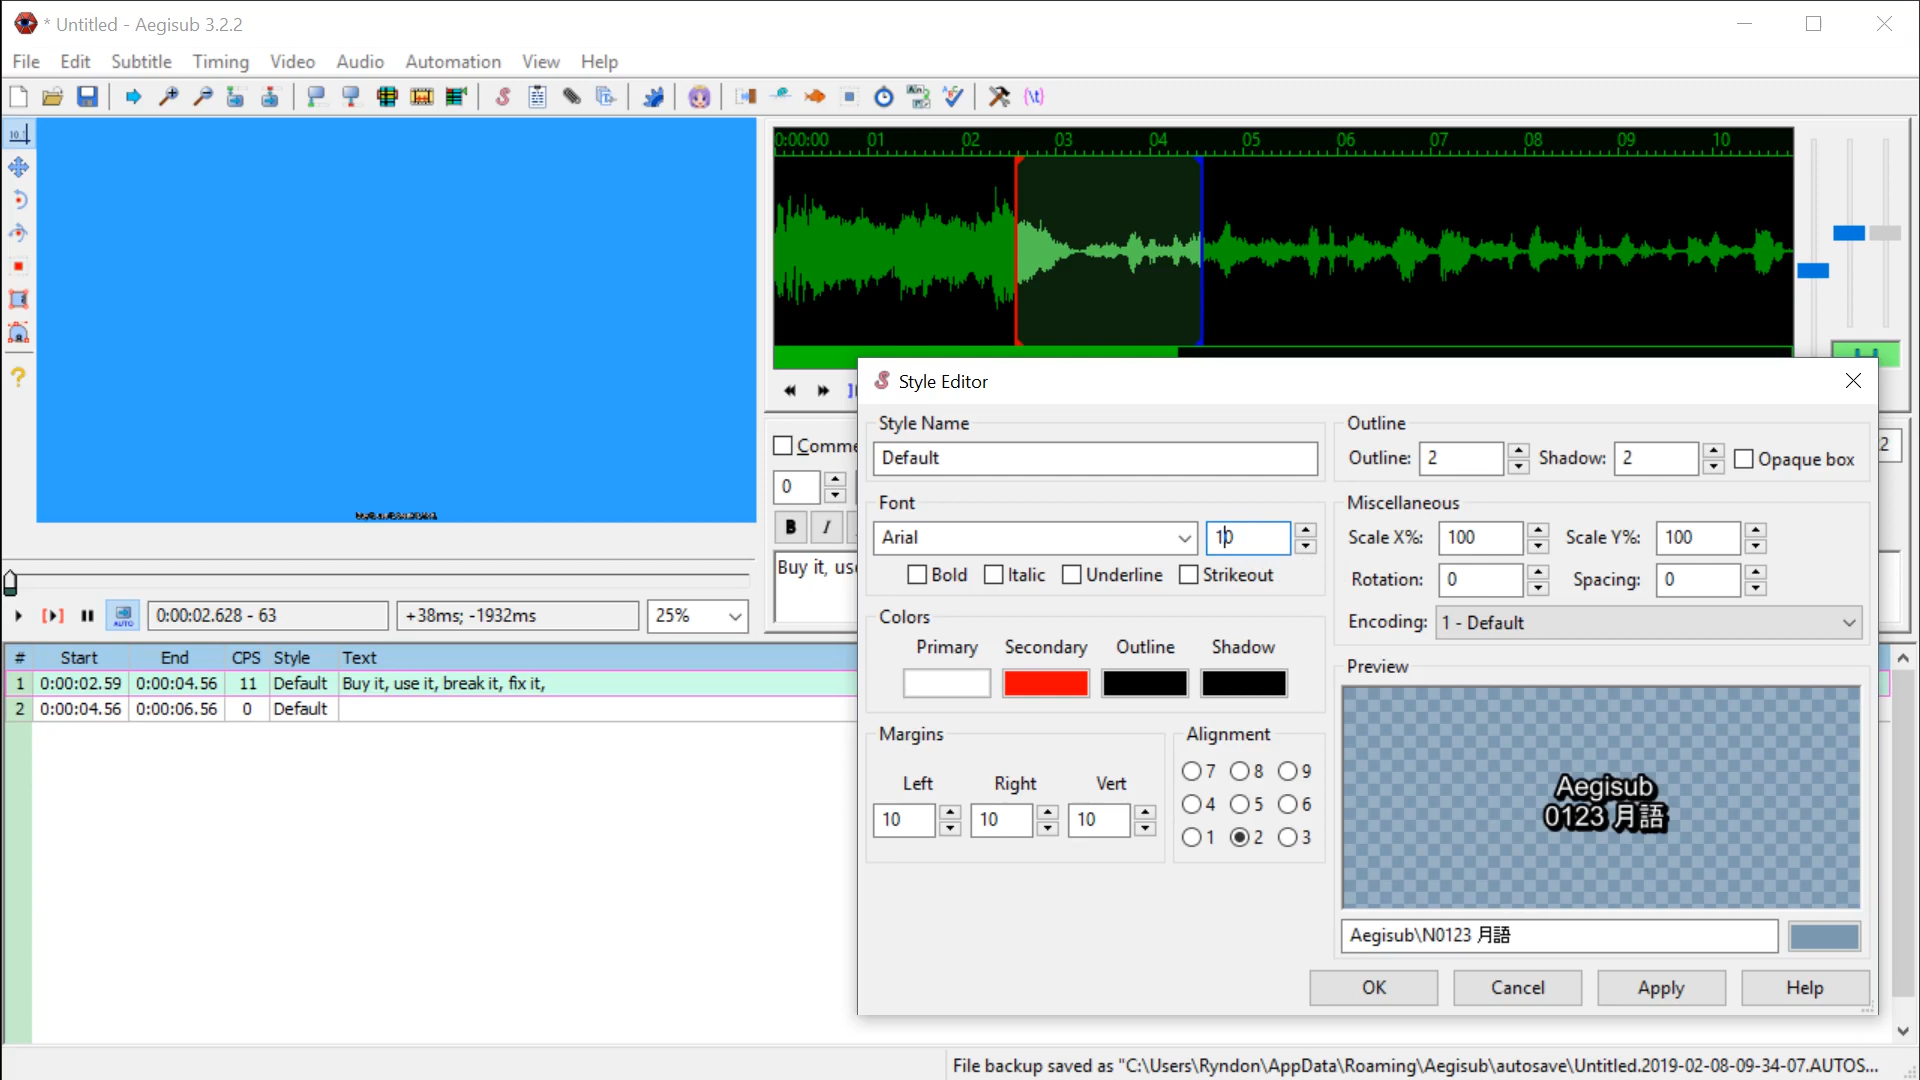 * Untitled - Aegisub 3.2.2
File Edit Subtitle Timing Video Audio Automation View Help
0:00:00 01 02 03 04 05 06 07 08 09 10
Style Editor
Style Name
Default
Outline
Outline: 2 Shadow: 2 Opaque box
Font
Arial 10
Bold Italic Underline Strikeout
Miscellaneous
Scale X%: 100 Scale Y%: 100
Rotation: 0 Spacing: 0
Encoding: 1 - Default
Colors
Primary Secondary Outline Shadow
Margins
Left Right Vert
10 10 10
Alignment
7 8 9
4 5 6
1 2 3
Preview
Aegisub
0123 月語
Aegisub\N0123 月語
OK Cancel Apply Help
Comme
0
2
B I
Buy it, us
0:00:02.628 - 63 +38ms; -1932ms 25%
AUTO
# Start End CPS Style Text
1 0:00:02.59 0:00:04.56 11 Default Buy it, use it, break it, fix it,
2 0:00:04.56 0:00:06.56 0 Default
File backup saved as "C:\Users\Ryndon\AppData\Roaming\Aegisub\autosave\Untitled.2019-02-08-09-34-07.AUTOS...